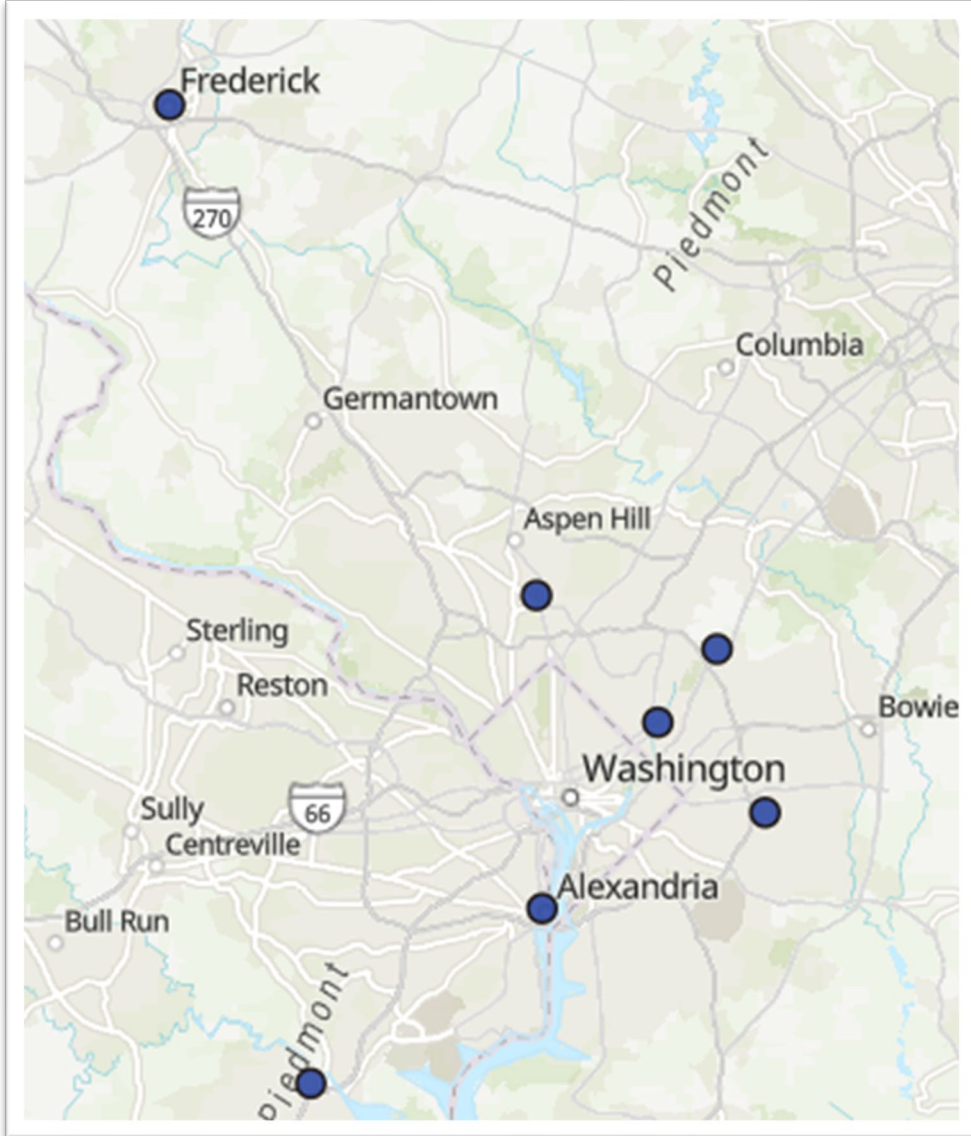 Frederick
270
Piedmont
Columbia
Germantown
Aspen Hill
Sterling
Reston
Bowie
Washington
Sully
66
Centreville
Alexandria
Bull Run
Piedmont